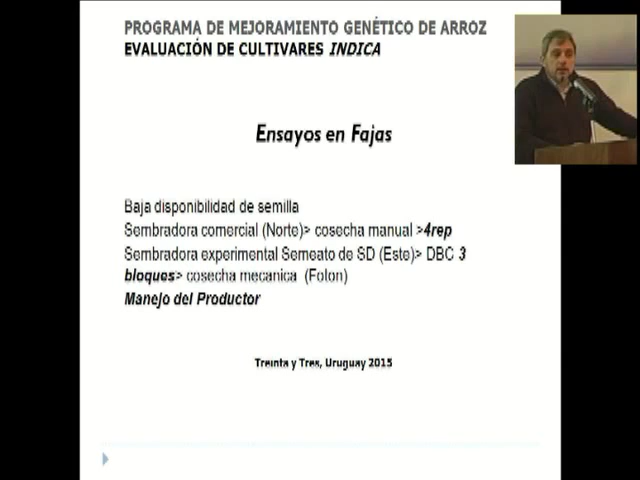 PROGRAMA DE MEJORAMIENTO GENÉTICO DE ARROZ
EVALUACIÓN DE CULTIVARES INDICA
Ensayos en Fajas
Baja disponibilidad de semilla
Sembradora comercial (Norte)> cosecha manual >4rep
Sembradora experimental Semeato de SD (Este)> DBC 3
bloques> cosecha mecanica (Foton)
Manejo del Productor
Treinta y Tres, Uruguay 2015